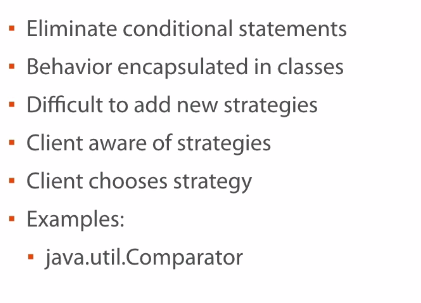 Eliminate conditional statements
Behavior encapsulated in classes
Difficult to add new strategies
Client aware of strategies
Client chooses strategy
Examples:
java.util.Comparator